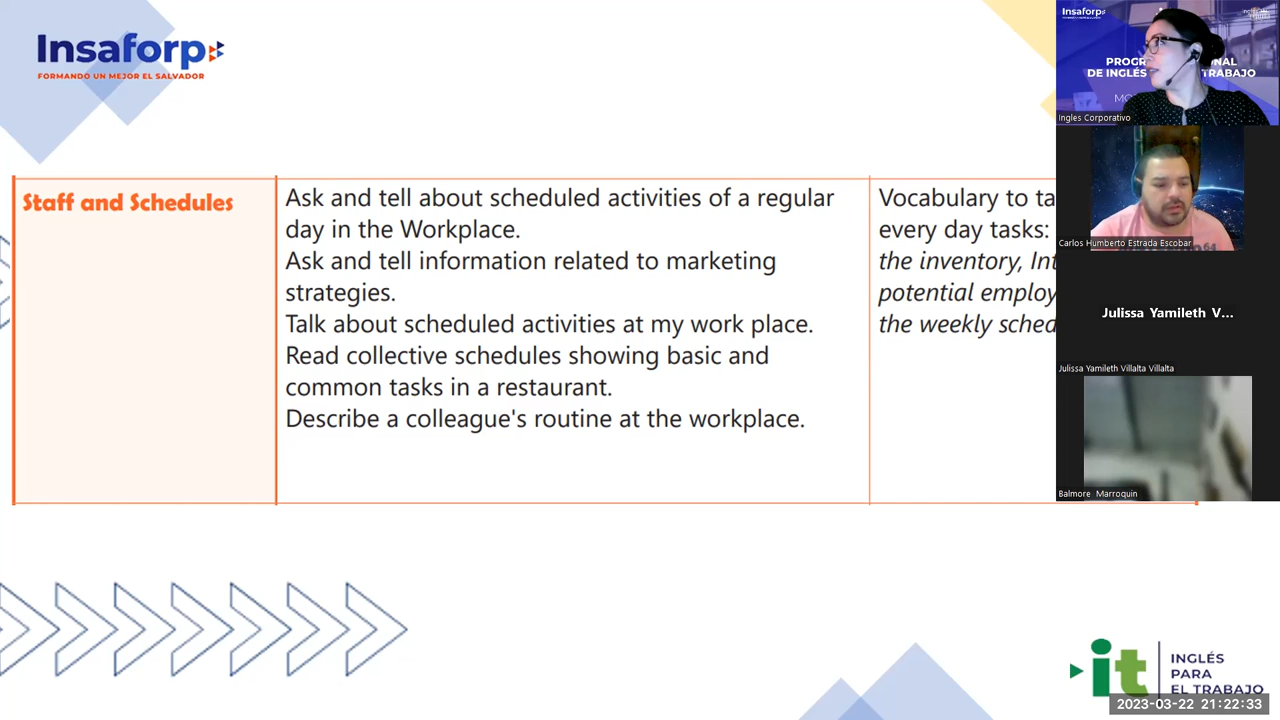 Insaforp
FORMANDO UN MEJOR EL SALVADOR
Staff and Schedules
Ask and tell about scheduled activities of a regular
day in the Workplace.
Ask and tell information related to marketing
strategies.
Talk about scheduled activities at my work place.
Read collective schedules showing basic and
common tasks in a restaurant.
Describe a colleague's routine at the workplace.
Vocabulary to ta
every day tasks:
the inventory, Int
potential employ
the weekly sched
Insaforp
PROGR NAL
DE INGLÉS TRABAJO
MO
Ingles Corporativo
64
Carlos Humberto Estrada Escobar
Julissa Yamileth V...
Julissa Yamileth Villalta Villalta
Balmore Marroquin
it
INGLÉS
PARA
EL TRABAJO
2023-03-22 21:22:33